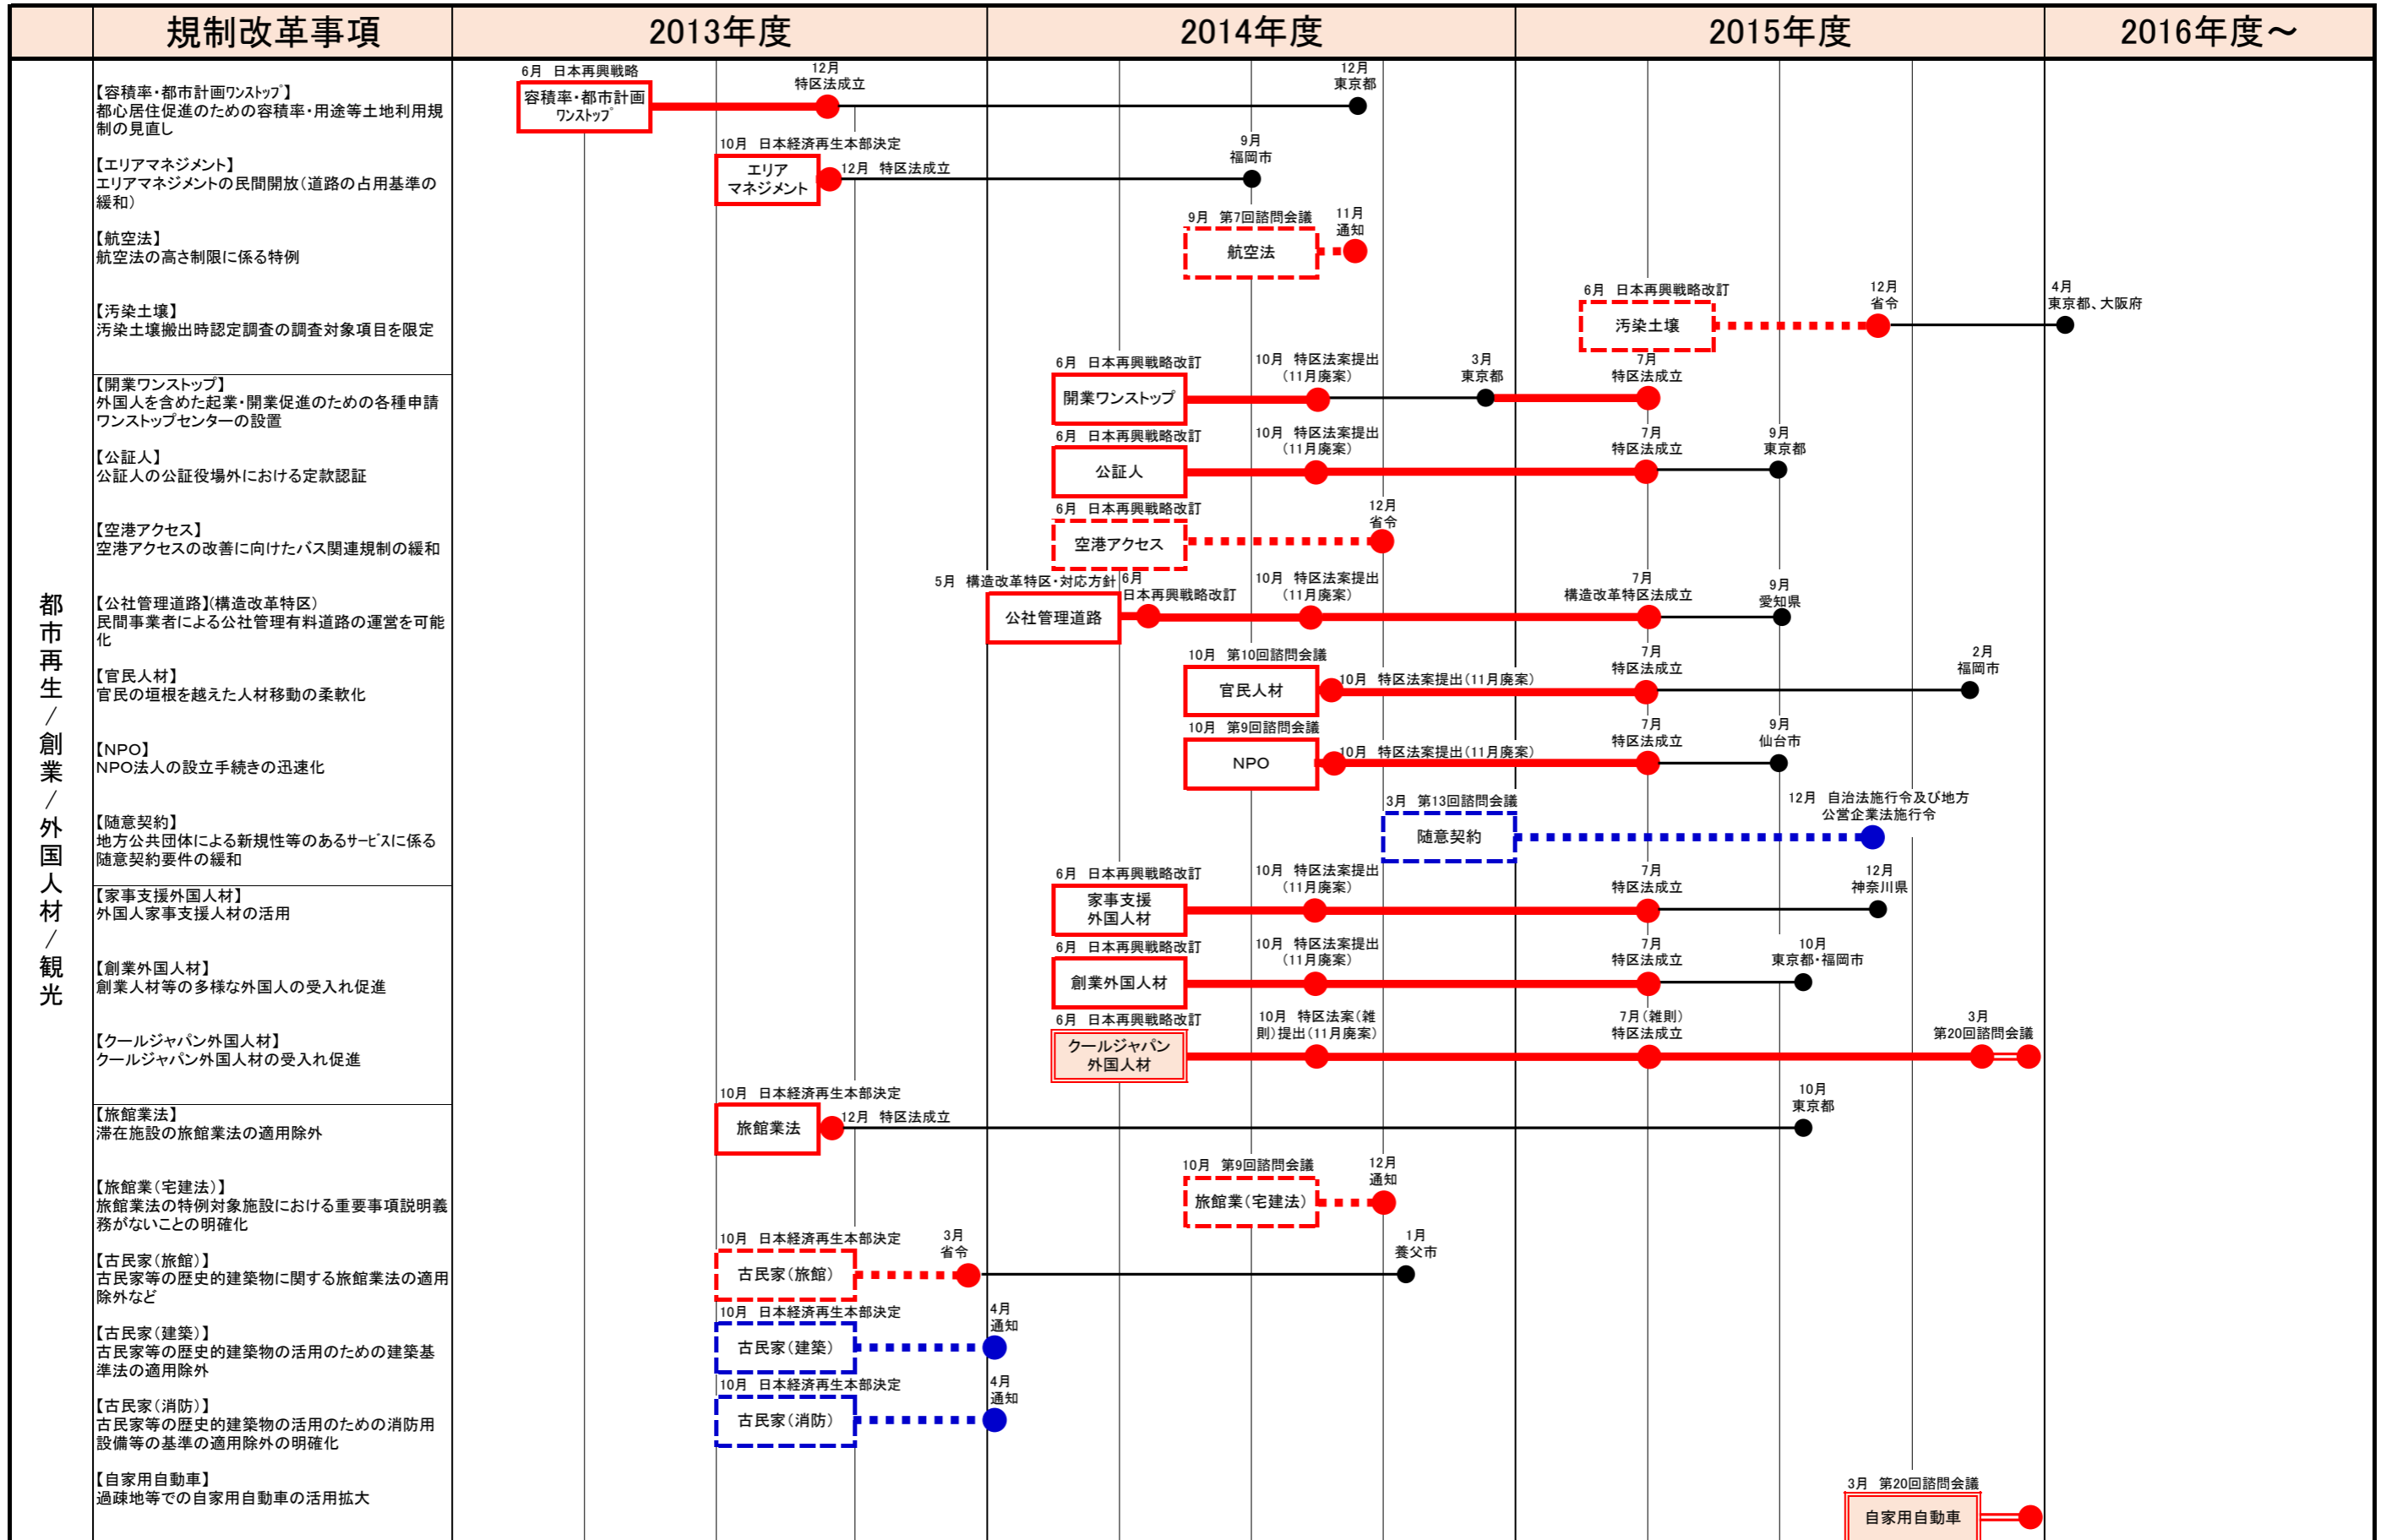 規制改革事項
2013年度
2014年度
2015年度
2016年度～
都市再生/創業/外国人材/観光
【容積率・都市計画ﾜﾝｽﾄｯﾌﾟ】
都心居住促進のための容積率・用途等土地利用規
制の見直し
6月 日本再興戦略
容積率・都市計画
ﾜﾝｽﾄｯﾌﾟ
12月
特区法成立
12月
東京都
【エリアマネジメント】
エリアマネジメントの民間開放（道路の占用基準の
緩和）
10月 日本経済再生本部決定
エリア
マネジメント
12月 特区法成立
9月
福岡市
【航空法】
航空法の高さ制限に係る特例
9月 第7回諮問会議
航空法
11月
通知
【汚染土壌】
汚染土壌搬出時認定調査の調査対象項目を限定
6月 日本再興戦略改訂
汚染土壌
12月
省令
4月
東京都、大阪府
【開業ワンストップ】
外国人を含めた起業・開業促進のための各種申請
ワンストップセンターの設置
6月 日本再興戦略改訂
開業ワンストップ
10月 特区法案提出
（11月廃案）
3月
東京都
7月
特区法成立
【公証人】
公証人の公証役場外における定款認証
6月 日本再興戦略改訂
公証人
10月 特区法案提出
（11月廃案）
7月
特区法成立
9月
東京都
【空港アクセス】
空港アクセスの改善に向けたバス関連規制の緩和
6月 日本再興戦略改訂
空港アクセス
12月
省令
【公社管理道路】（構造改革特区）
民間事業者による公社管理有料道路の運営を可能
化
5月 構造改革特区・対応方針
公社管理道路
6月
日本再興戦略改訂
10月 特区法案提出
（11月廃案）
7月
構造改革特区法成立
9月
愛知県
【官民人材】
官民の垣根を越えた人材移動の柔軟化
10月 第10回諮問会議
官民人材
10月 特区法案提出（11月廃案）
7月
特区法成立
2月
福岡市
【NPO】
NPO法人の設立手続きの迅速化
10月 第9回諮問会議
NPO
10月 特区法案提出（11月廃案）
7月
特区法成立
9月
仙台市
【随意契約】
地方公共団体による新規性等のあるｻｰﾋﾞｽに係る
随意契約要件の緩和
3月 第13回諮問会議
随意契約
12月 自治法施行令及び地方
公営企業法施行令
【家事支援外国人材】
外国人家事支援人材の活用
6月 日本再興戦略改訂
家事支援
外国人材
10月 特区法案提出
（11月廃案）
7月
特区法成立
12月
神奈川県
【創業外国人材】
創業人材等の多様な外国人の受入れ促進
6月 日本再興戦略改訂
創業外国人材
10月 特区法案提出
（11月廃案）
7月
特区法成立
10月
東京都・福岡市
【クールジャパン外国人材】
クールジャパン外国人材の受入れ促進
6月 日本再興戦略改訂
クールジャパン
外国人材
10月 特区法案（雑
則）提出（11月廃案）
7月（雑則）
特区法成立
3月
第20回諮問会議
【旅館業法】
滞在施設の旅館業法の適用除外
10月 日本経済再生本部決定
旅館業法
12月 特区法成立
10月
東京都
【旅館業（宅建法）】
旅館業法の特例対象施設における重要事項説明義
務がないことの明確化
10月 第9回諮問会議
旅館業（宅建法）
12月
通知
【古民家（旅館）】
古民家等の歴史的建築物に関する旅館業法の適用
除外など
10月 日本経済再生本部決定
古民家（旅館）
3月
省令
1月
養父市
【古民家（建築）】
古民家等の歴史的建築物の活用のための建築基
準法の適用除外
10月 日本経済再生本部決定
古民家（建築）
4月
通知
【古民家（消防）】
古民家等の歴史的建築物の活用のための消防用
設備等の基準の適用除外の明確化
10月 日本経済再生本部決定
古民家（消防）
4月
通知
【自家用自動車】
過疎地等での自家用自動車の活用拡大
3月 第20回諮問会議
自家用自動車